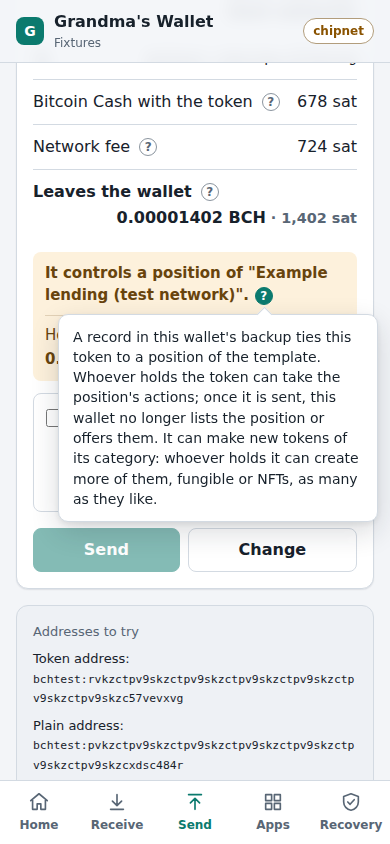 G
Grandma's Wallet
Fixtures
chipnet
Bitcoin Cash with the token ? 678 sat
Network fee ? 724 sat
Leaves the wallet ?
0.00001402 BCH · 1,402 sat
It controls a position of "Example
lending (test network)". ?
A record in this wallet's backup ties this
token to a position of the template.
Whoever holds the token can take the
position's actions; once it is sent, this
wallet no longer lists the position or
offers them. It can make new tokens of
its category: whoever holds it can create
more of them, fungible or NFTs, as many
as they like.
Send
Change
Addresses to try
Token address:
bchtest:rvkzctpv9skzctpv9skzctpv9skzctpv9skzctp
v9skzctpv9skzc57vevxvg
Plain address:
bchtest:pvkzctpv9skzctpv9skzctpv9skzctpv9skzctp
v9skzctpv9skzcxdsc484r
Home
Receive
Send
Apps
Recovery